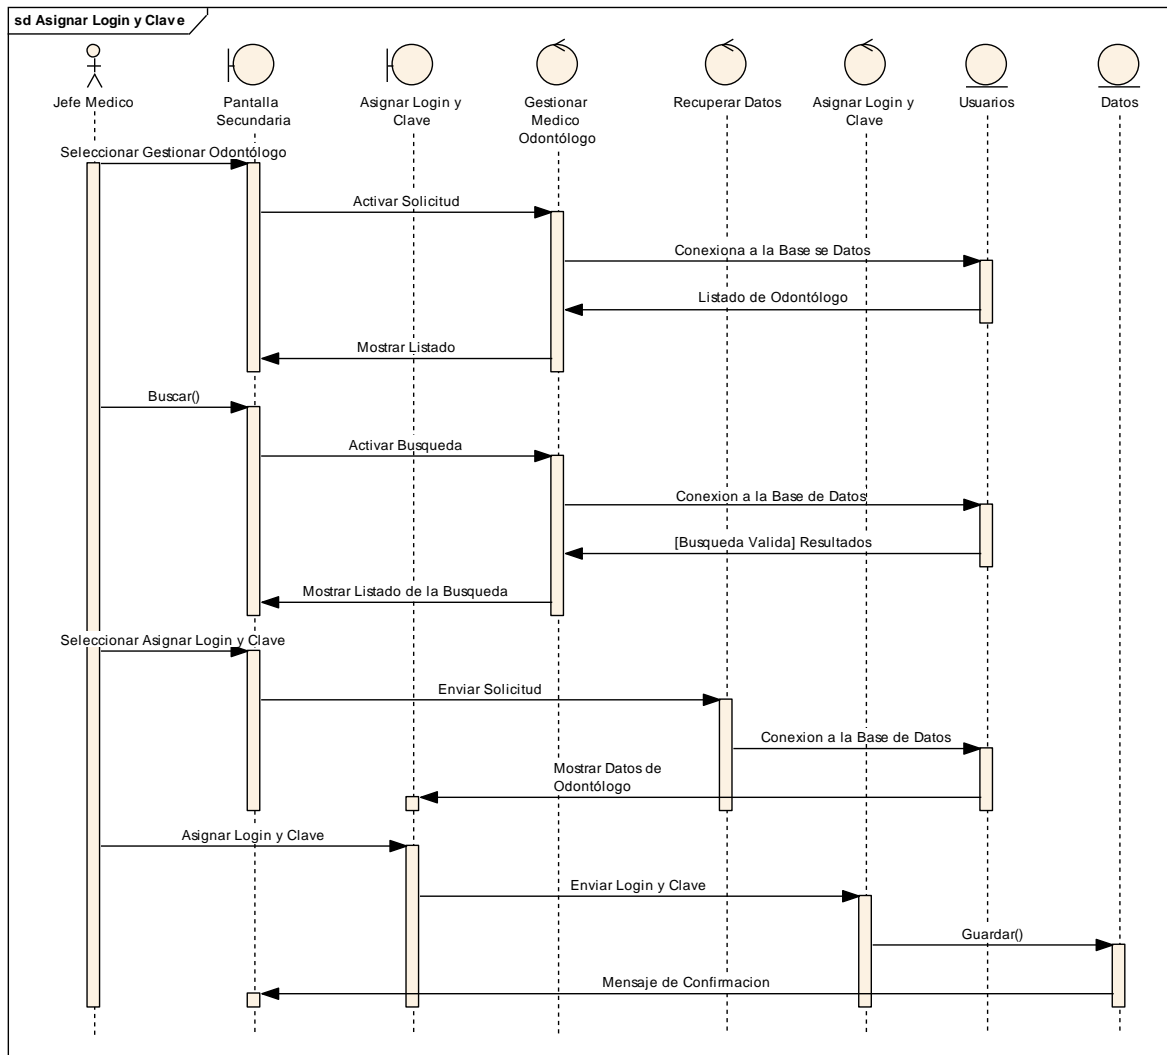 sd Asignar Login y Clave
Jefe Medico
Pantalla
Secundaria
Asignar Login y
Clave
Gestionar
Medico
Odontólogo
Recuperar Datos
Asignar Login y
Clave
Usuarios
Datos
Seleccionar Gestionar Odontólogo
Activar Solicitud
Conexiona a la Base se Datos
Listado de Odontólogo
Mostrar Listado
Buscar()
Activar Busqueda
Conexion a la Base de Datos
[Busqueda Valida] Resultados
Mostrar Listado de la Busqueda
Seleccionar Asignar Login y Clave
Enviar Solicitud
Conexion a la Base de Datos
Mostrar Datos de
Odontólogo
Asignar Login y Clave
Enviar Login y Clave
Guardar()
Mensaje de Confirmacion